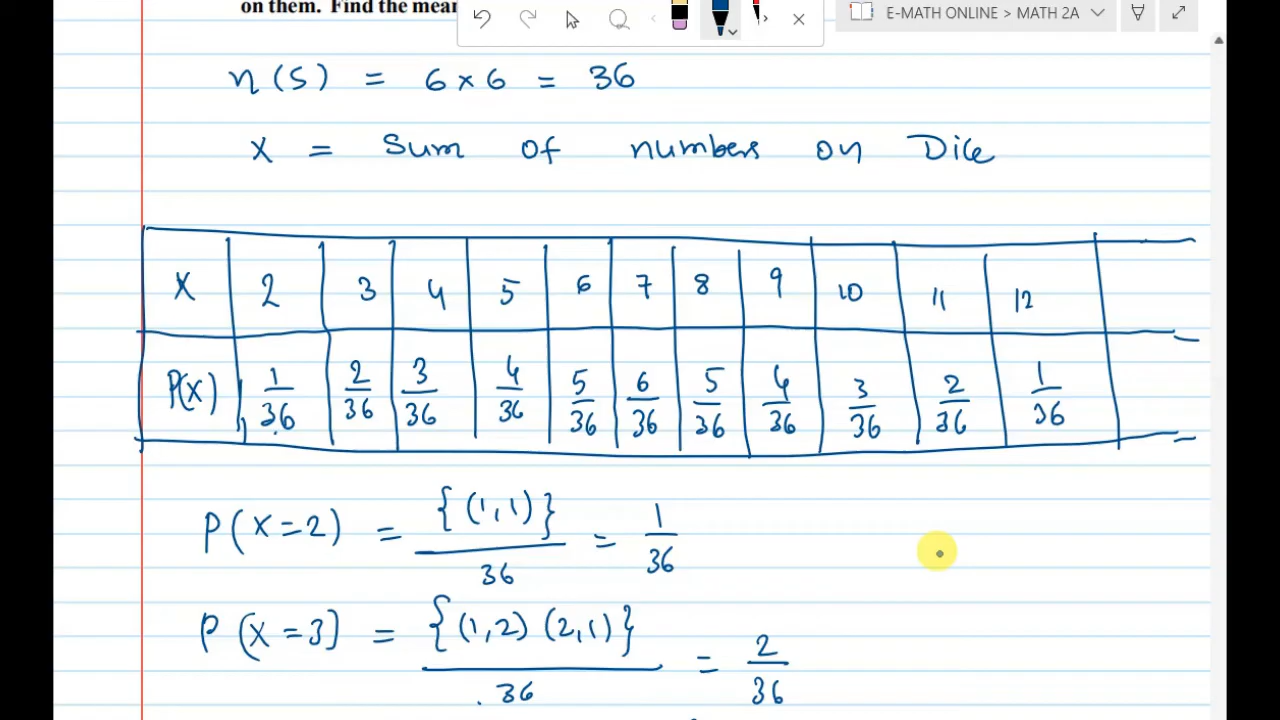 on them. Find the mean
E-MATH ONLINE > MATH 2A
n(S) = 6 × 6 = 36
X = Sum of numbers on Dice
X 2 3 4 5 6 7 8 9 10 11 12
P(X) 1/36 2/36 3/36 4/36 5/36 6/36 5/36 4/36 3/36 2/36 1/36
P(X=2) = {(1,1)}/36 = 1/36
P(X=3] = {(1,2) (2,1)}/36 = 2/36